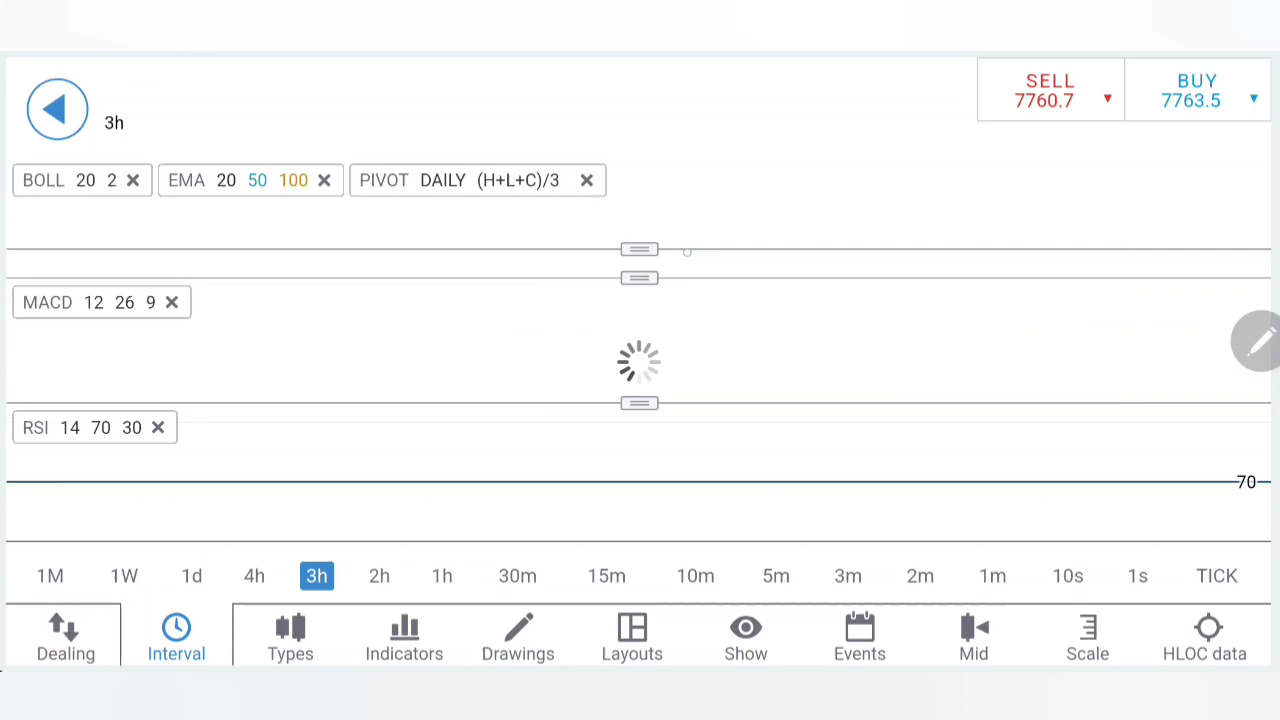 SELL
7760.7
BUY
7763.5
3h
BOLL 20 2
EMA 20 50 100
PIVOT DAILY (H+L+C)/3
MACD 12 26 9
RSI 14 70 30
70
1M 1W 1d 4h 3h 2h 1h 30m 15m 10m 5m 3m 2m 1m 10s 1s TICK
Dealing Interval Types Indicators Drawings Layouts Show Events Mid Scale HLOC data